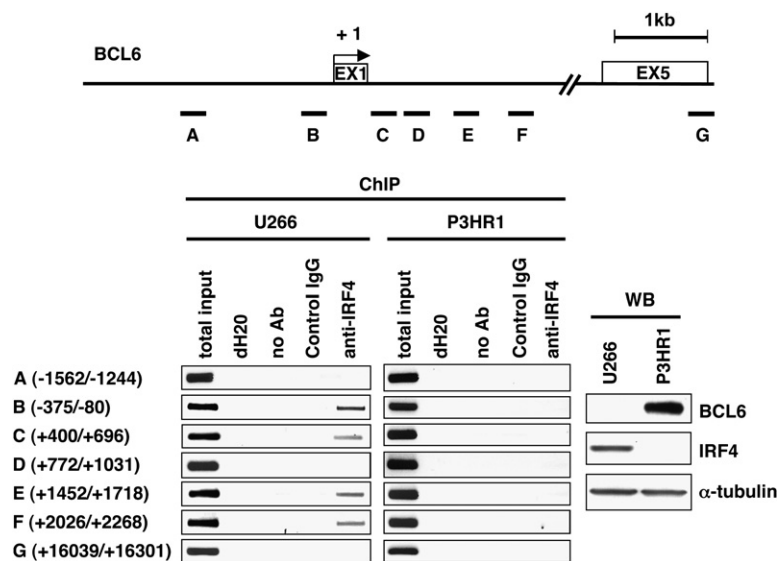 + 1
1kb
BCL6
EX1
EX5
A
B
C
D
E
F
G
ChIP
U266
P3HR1
total input
dH20
no Ab
Control IgG
anti-IRF4
total input
dH20
no Ab
Control IgG
anti-IRF4
WB
U266
P3HR1
A (-1562/-1244)
B (-375/-80)
C (+400/+696)
D (+772/+1031)
E (+1452/+1718)
F (+2026/+2268)
G (+16039/+16301)
BCL6
IRF4
α-tubulin